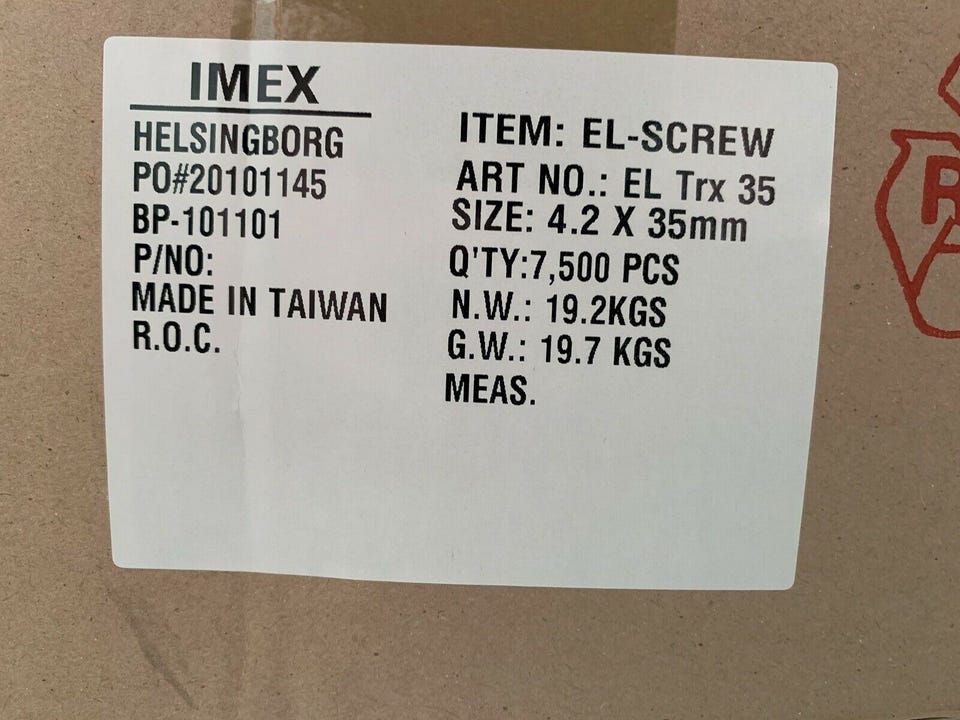 IMEX
HELSINGBORG
PO#20101145
BP-101101
P/NO:
MADE IN TAIWAN
R.O.C.
ITEM: EL-SCREW
ART NO.: EL Trx 35
SIZE: 4.2 X 35mm
Q'TY:7,500 PCS
N.W.: 19.2KGS
G.W.: 19.7 KGS
MEAS.